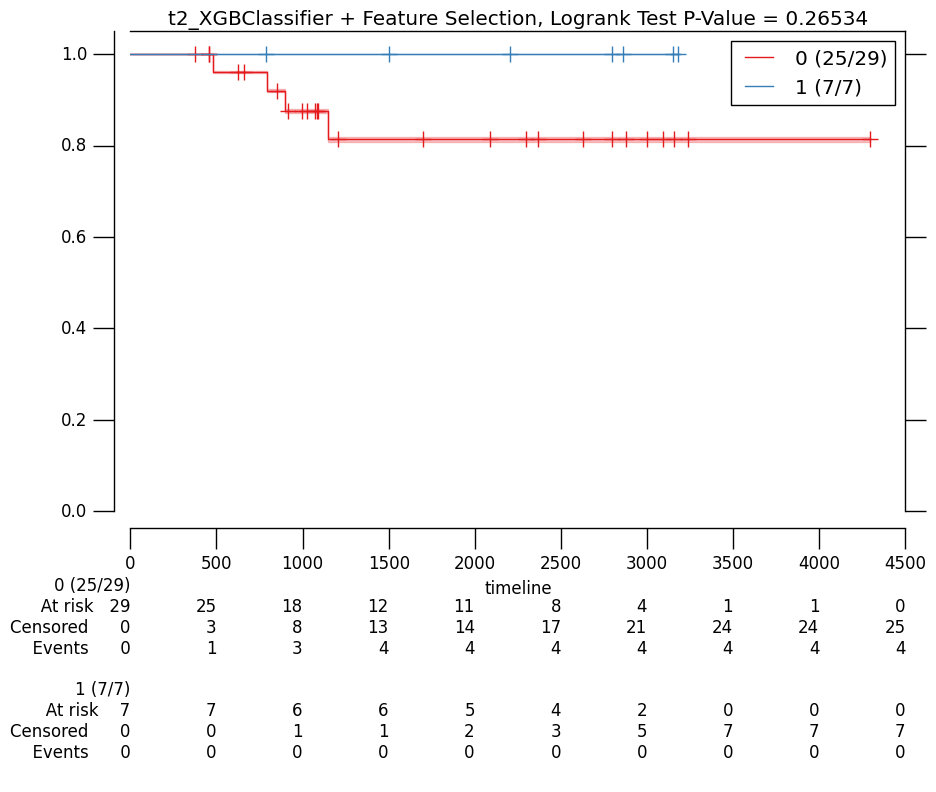 t2_XGBClassifier + Feature Selection, Logrank Test P-Value = 0.26534
1.0
0.8
0.6
0.4
0.2
0.0
0 (25/29)
1 (7/7)
0 500 1000 1500 2000 2500 3000 3500 4000 4500
timeline
0 (25/29)
At risk 29 25 18 12 11 8 4 1 1 0
Censored 0 3 8 13 14 17 21 24 24 25
Events 0 1 3 4 4 4 4 4 4 4
1 (7/7)
At risk 7 7 6 6 5 4 2 0 0 0
Censored 0 0 1 1 2 3 5 7 7 7
Events 0 0 0 0 0 0 0 0 0 0